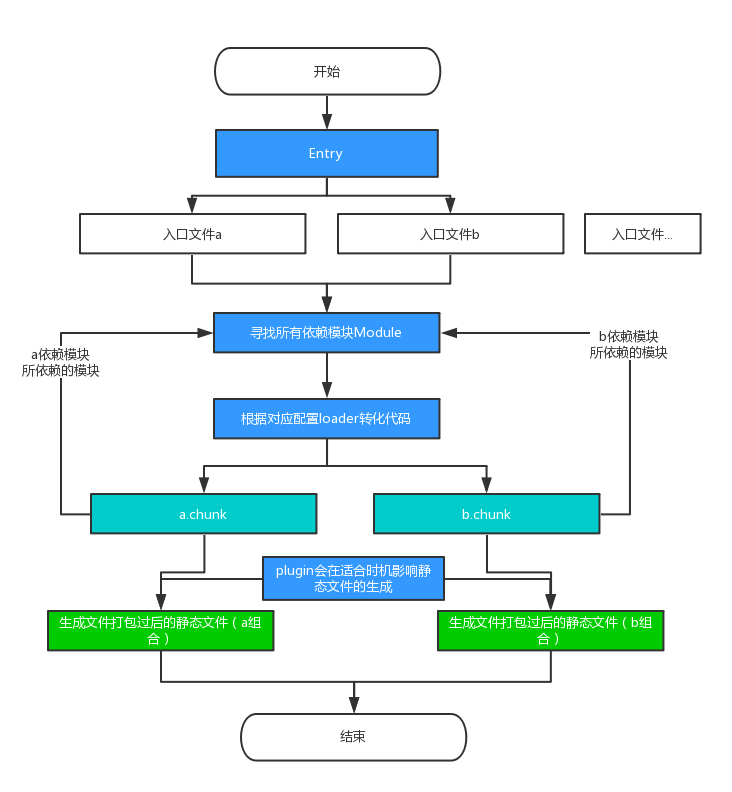 开始
Entry
入口文件a
入口文件b
入口文件...
寻找所有依赖模块Module
a依赖模块
所依赖的模块
b依赖模块
所依赖的模块
根据对应配置loader转化代码
a.chunk
b.chunk
plugin会在适合时机影响静
态文件的生成
生成文件打包过后的静态文件（a组
合）
生成文件打包过后的静态文件（b组
合）
结束